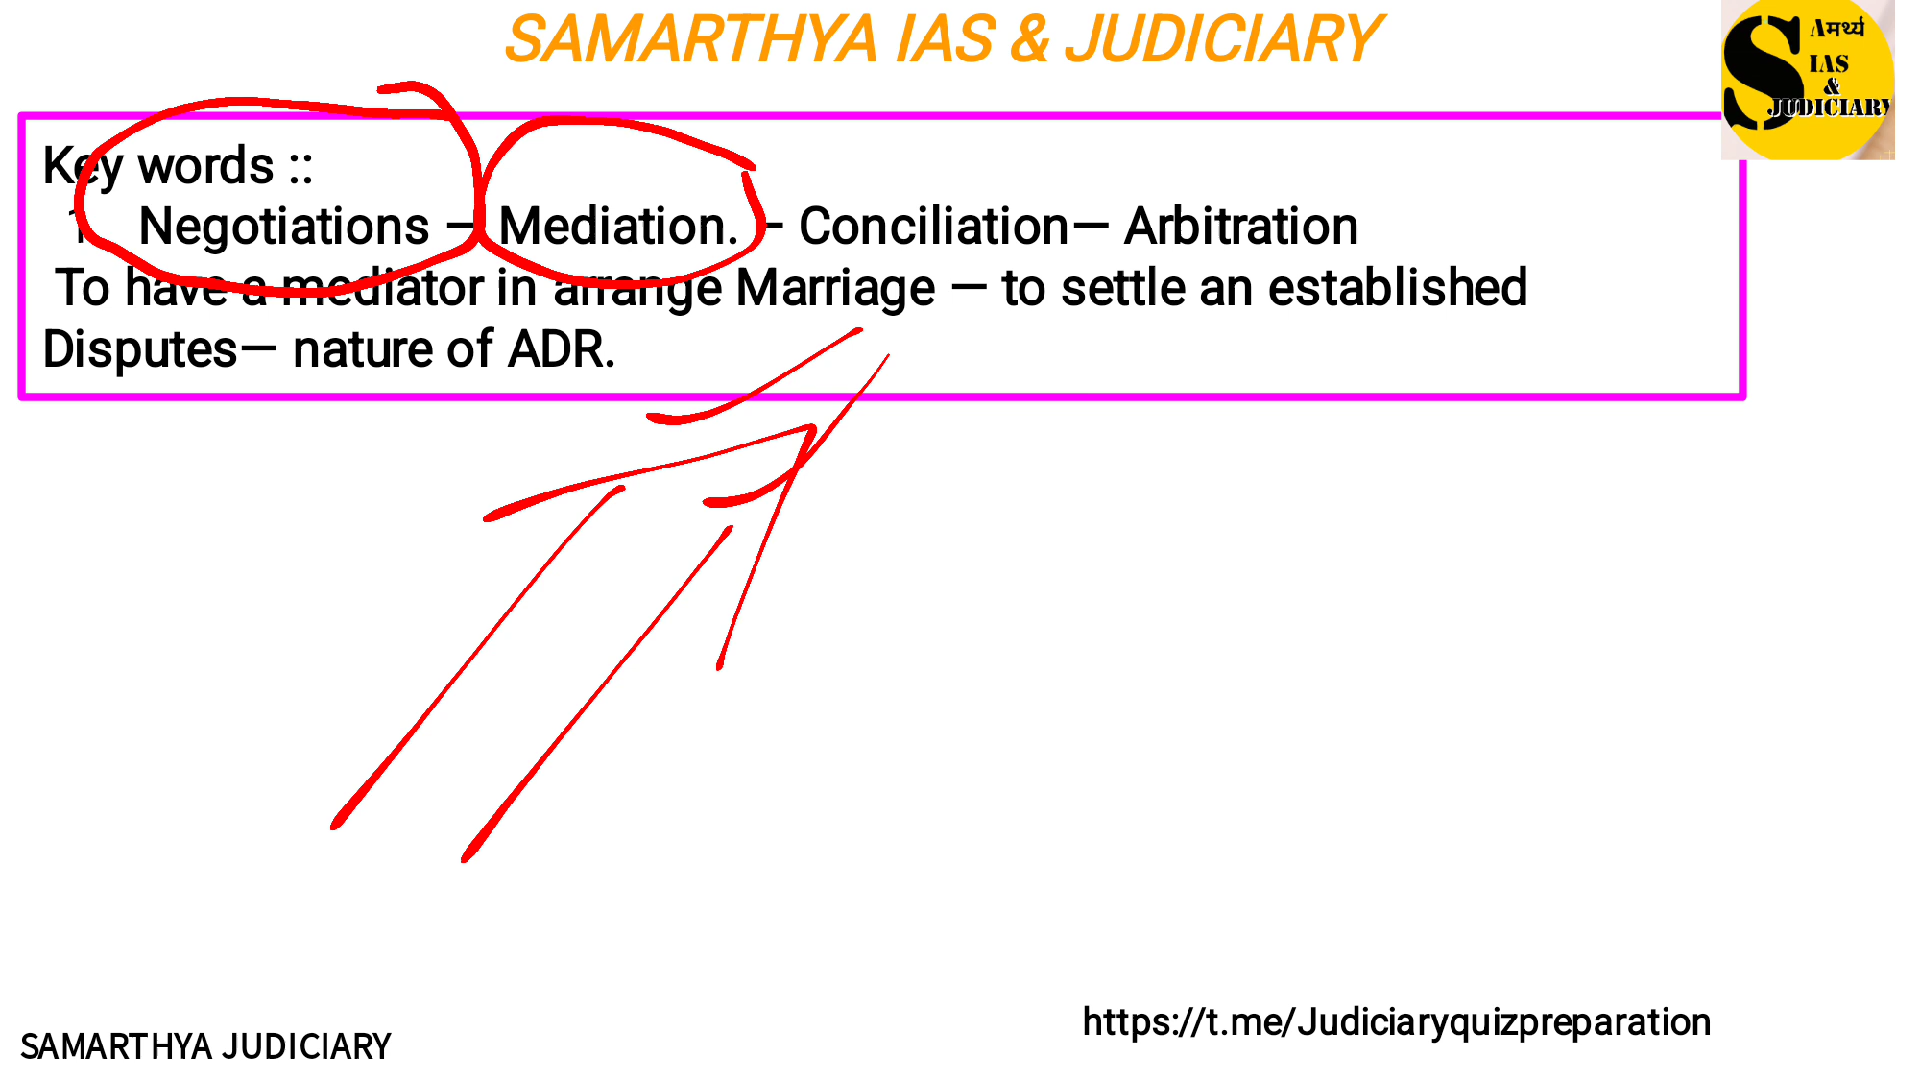 SAMARTHYA IAS & JUDICIARY
Aमर्थ्य
IAS
&
JUDICIARY
Key words ::
1 Negotiations — Mediation. - Conciliation— Arbitration
To have a mediator in arrange Marriage — to settle an established
Disputes— nature of ADR.
https://t.me/Judiciaryquizpreparation
SAMARTHYA JUDICIARY